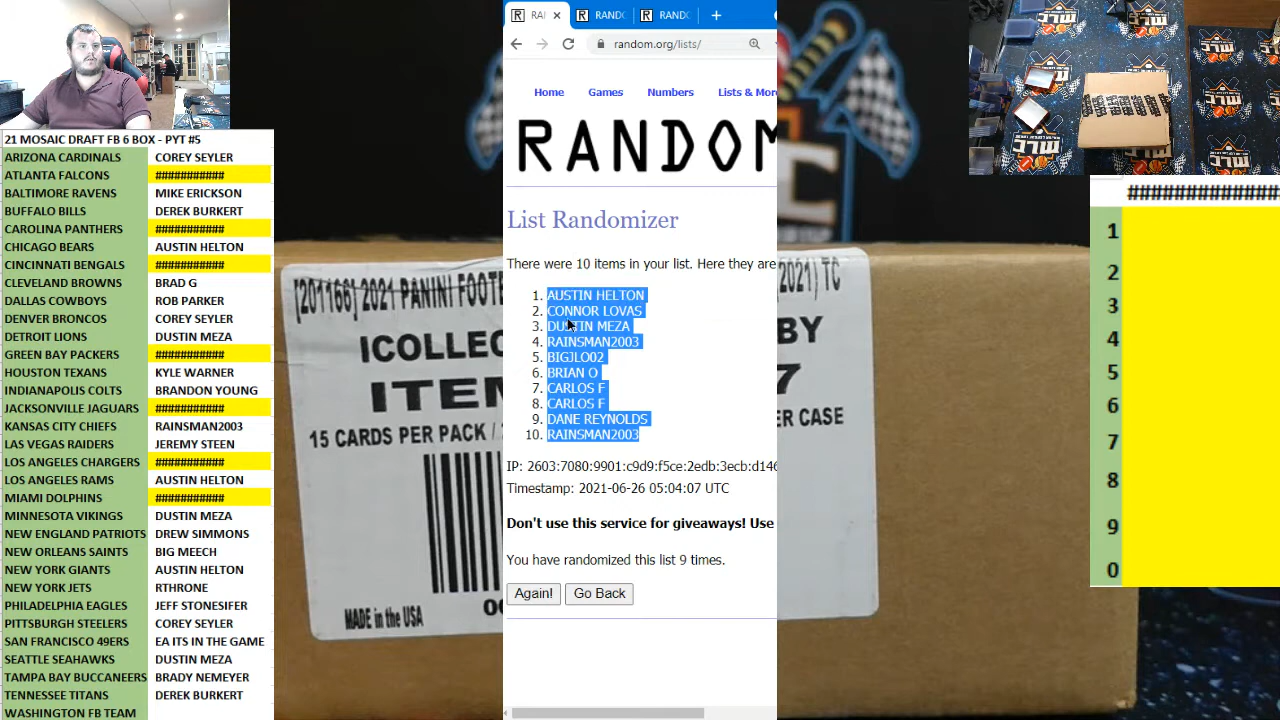 21 MOSAIC DRAFT FB 6 BOX - PYT #5
ARIZONA CARDINALS COREY SEYLER
ATLANTA FALCONS ###########
BALTIMORE RAVENS MIKE ERICKSON
BUFFALO BILLS DEREK BURKERT
CAROLINA PANTHERS ###########
CHICAGO BEARS AUSTIN HELTON
CINCINNATI BENGALS ###########
CLEVELAND BROWNS BRAD G
DALLAS COWBOYS ROB PARKER
DENVER BRONCOS COREY SEYLER
DETROIT LIONS DUSTIN MEZA
GREEN BAY PACKERS ###########
HOUSTON TEXANS KYLE WARNER
INDIANAPOLIS COLTS BRANDON YOUNG
JACKSONVILLE JAGUARS ###########
KANSAS CITY CHIEFS RAINSMAN2003
LAS VEGAS RAIDERS JEREMY STEEN
LOS ANGELES CHARGERS ###########
LOS ANGELES RAMS AUSTIN HELTON
MIAMI DOLPHINS ###########
MINNESOTA VIKINGS DUSTIN MEZA
NEW ENGLAND PATRIOTS DREW SIMMONS
NEW ORLEANS SAINTS BIG MEECH
NEW YORK GIANTS AUSTIN HELTON
NEW YORK JETS RTHRONE
PHILADELPHIA EAGLES JEFF STONESIFER
PITTSBURGH STEELERS COREY SEYLER
SAN FRANCISCO 49ERS EA ITS IN THE GAME
SEATTLE SEAHAWKS DUSTIN MEZA
TAMPA BAY BUCCANEERS BRADY NEMEYER
TENNESSEE TITANS DEREK BURKERT
WASHINGTON FB TEAM
[201166] 2021 PANINI FOOTE
ICOLLEC
ITEM
15 CARDS PER PACK /
MADE in the USA
random.org/lists/
Home Games Numbers Lists & More
RANDOM
List Randomizer
There were 10 items in your list. Here they are
1. AUSTIN HELTON
2. CONNOR LOVAS
3. DUSTIN MEZA
4. RAINSMAN2003
5. BIGJLO02
6. BRIAN O
7. CARLOS F
8. CARLOS F
9. DANE REYNOLDS
10. RAINSMAN2003
IP: 2603:7080:9901:c9d9:f5ce:2edb:3ecb:d146
Timestamp: 2021-06-26 05:04:07 UTC
Don't use this service for giveaways! Use
You have randomized this list 9 times.
Again! Go Back
(2021) TC
BY
7
ER CASE
##############
1
2
3
4
5
6
7
8
9
0